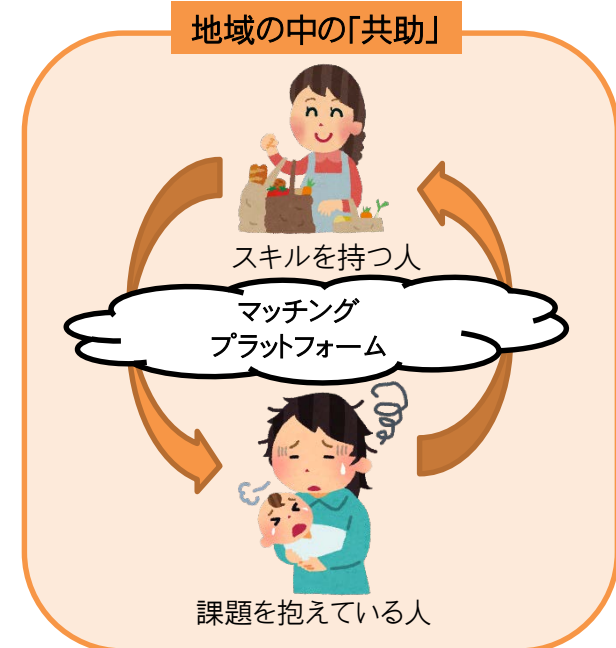 地域の中の「共助」
スキルを持つ人
マッチング
プラットフォーム
課題を抱えている人